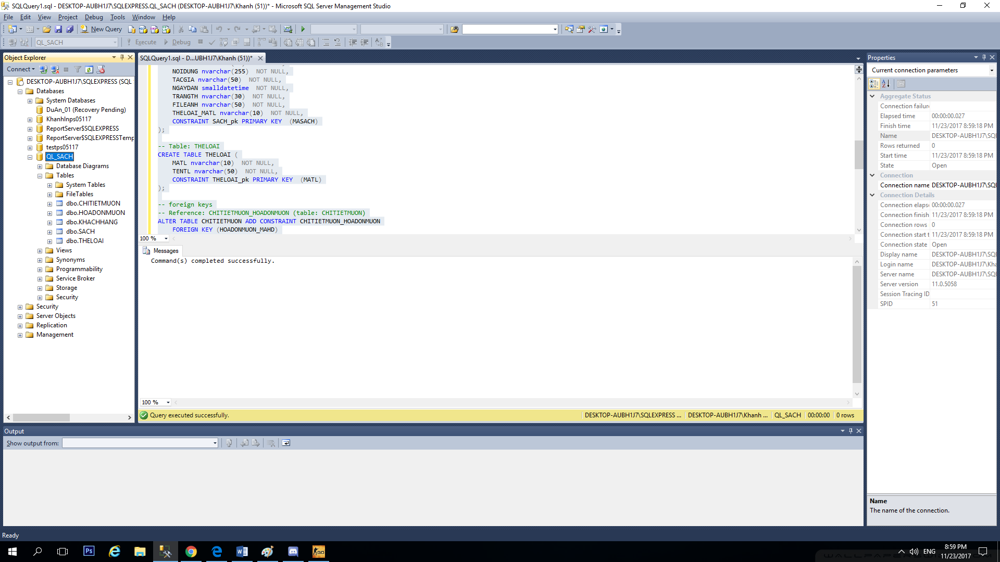 SQLQuery1.sql - DESKTOP-AUBH1J7\SQLEXPRESS.QL_SACH (DESKTOP-AUBH1J7\Khanh (51))* - Microsoft SQL Server Management Studio
File Edit View Project Debug Tools Window Help
New Query
QL_SACH Execute Debug
Object Explorer
Connect
DESKTOP-AUBH1J7\SQLEXPRESS (SQL
Databases
System Databases
DuAn_01 (Recovery Pending)
KhanhInps05117
ReportServer$SQLEXPRESS
ReportServer$SQLEXPRESSTemp
testps05117
QL_SACH
Database Diagrams
Tables
System Tables
FileTables
dbo.CHITIETMUON
dbo.HOADONMUON
dbo.KHACHHANG
dbo.SACH
dbo.THELOAI
Views
Synonyms
Programmability
Service Broker
Storage
Security
Security
Server Objects
Replication
Management
SQLQuery1.sql - D...UBH1J7\Khanh (51))*
NOIDUNG nvarchar(255) NOT NULL,
TACGIA nvarchar(50) NOT NULL,
NGAYDAN smalldatetime NOT NULL,
TRANGTH nvarchar(30) NOT NULL,
FILEANH nvarchar(50) NOT NULL,
THELOAI_MATL nvarchar(10) NOT NULL,
CONSTRAINT SACH_pk PRIMARY KEY (MASACH)
);
-- Table: THELOAI
CREATE TABLE THELOAI (
MATL nvarchar(10) NOT NULL,
TENTL nvarchar(50) NOT NULL,
CONSTRAINT THELOAI_pk PRIMARY KEY (MATL)
);
-- foreign keys
-- Reference: CHITIETMUON_HOADONMUON (table: CHITIETMUON)
ALTER TABLE CHITIETMUON ADD CONSTRAINT CHITIETMUON_HOADONMUON
FOREIGN KEY (HOADONMUON_MAHD)
100 %
Messages
Command(s) completed successfully.
100 %
Query executed successfully. DESKTOP-AUBH1J7\SQLEXPRESS ... DESKTOP-AUBH1J7\Khanh ... QL_SACH 00:00:00 0 rows
Properties
Current connection parameters
Aggregate Status
Connection failure
Elapsed time 00:00:00.027
Finish time 11/23/2017 8:59:18 PM
Name DESKTOP-AUBH1J7\SQl
Rows returned 0
Start time 11/23/2017 8:59:18 PM
State Open
Connection
Connection name DESKTOP-AUBH1J7\SQl
Connection Details
Connection elaps 00:00:00.027
Connection finish 11/23/2017 8:59:18 PM
Connection rows 0
Connection start t 11/23/2017 8:59:18 PM
Connection state Open
Display name DESKTOP-AUBH1J7\SQl
Login name DESKTOP-AUBH1J7\Kha
Server name DESKTOP-AUBH1J7\SQl
Server version 11.0.5058
Session Tracing ID
SPID 51
Name
The name of the connection.
Output
Show output from:
Ready
Ps
GO
ENG
8:59 PM
11/23/2017